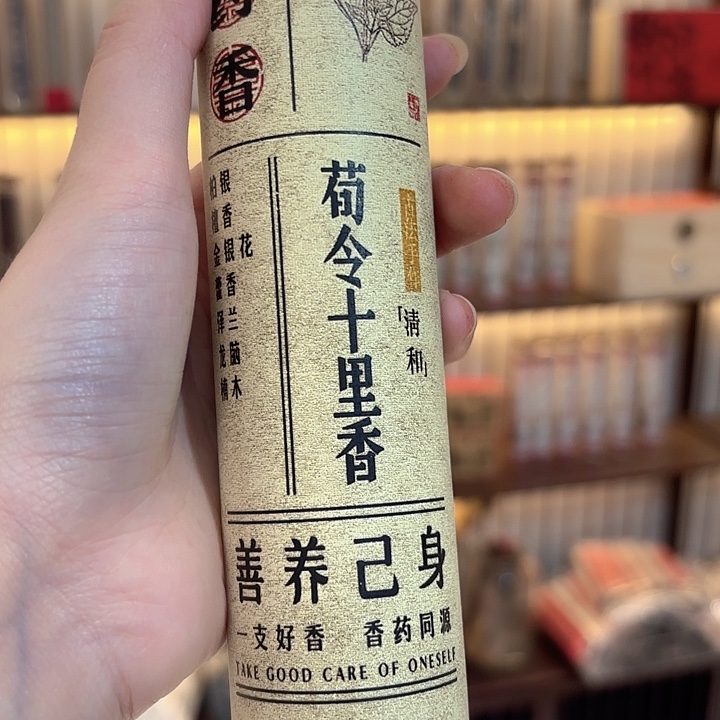 香
荀令十里香
「清和」
柏银
檀香
金银花
藿香
泽兰
龙脑
楠木
善养己身
一支好香 香药同源
TAKE GOOD CARE OF ONESELF